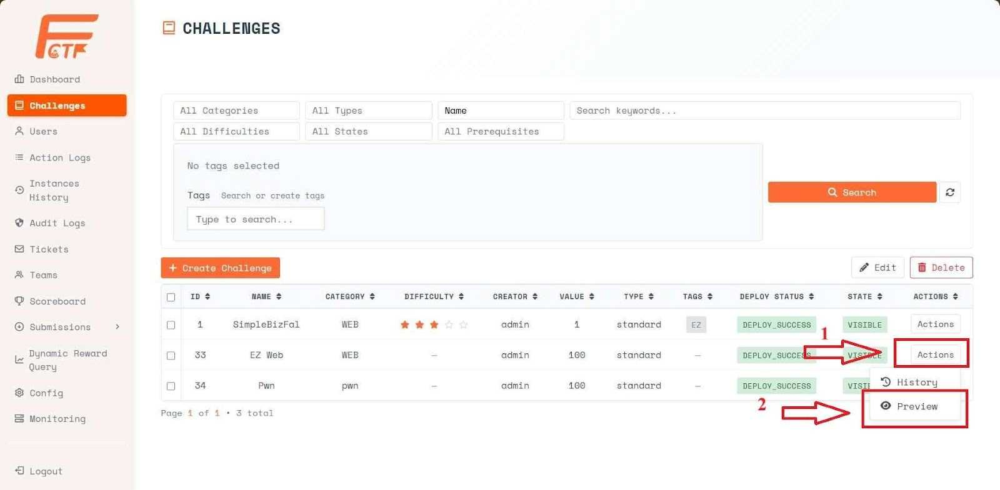 F
CTF
CHALLENGES
Dashboard
Challenges
Users
Action Logs
Instances
History
Audit Logs
Tickets
Teams
Scoreboard
Submissions
Dynamic Reward
Query
Config
Monitoring
Logout
All Categories All Types Name Search keywords...
All Difficulties All States All Prerequisites
No tags selected
Tags Search or create tags
Type to search...
Search
+ Create Challenge Edit Delete
ID NAME CATEGORY DIFFICULTY CREATOR VALUE TYPE TAGS DEPLOY STATUS STATE ACTIONS
1 SimpleBizFal WEB admin 1 standard EZ DEPLOY_SUCCESS VISIBLE Actions
1
33 EZ Web WEB – admin 100 standard – DEPLOY_SUCCESS VISIBLE Actions
History
34 Pwn pwn – admin 100 standard – DEPLOY_SUCCESS VISI
2
Preview
Page 1 of 1 • 3 total